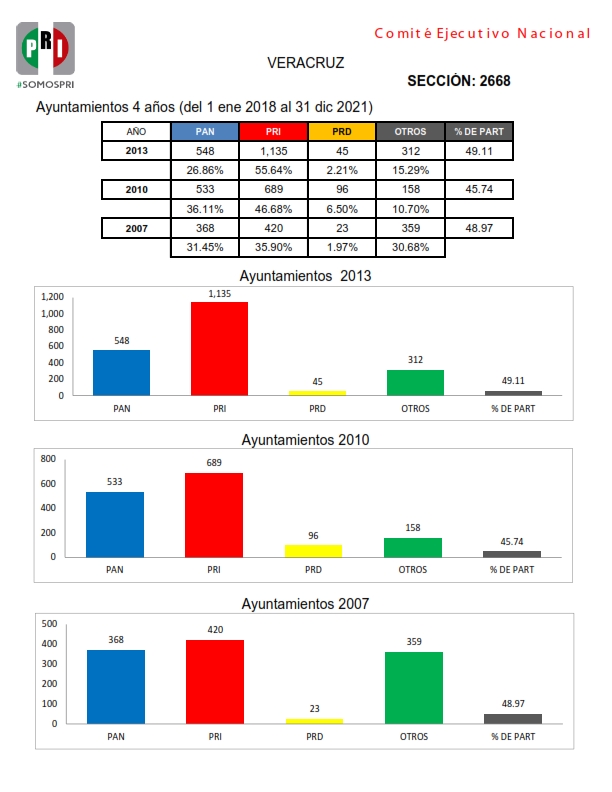 Comité Ejecutivo Nacional
PRI
#SOMOSPRI
VERACRUZ
SECCIÓN: 2668
Ayuntamientos 4 años (del 1 ene 2018 al 31 dic 2021)
AÑO PAN PRI PRD OTROS % DE PART
2013 548 1,135 45 312 49.11
26.86% 55.64% 2.21% 15.29%
2010 533 689 96 158 45.74
36.11% 46.68% 6.50% 10.70%
2007 368 420 23 359 48.97
31.45% 35.90% 1.97% 30.68%
Ayuntamientos 2013
1,200
1,000
800
600
400
200
0
548 1,135 45 312 49.11
PAN PRI PRD OTROS % DE PART
Ayuntamientos 2010
800
600
400
200
0
533 689 96 158 45.74
PAN PRI PRD OTROS % DE PART
Ayuntamientos 2007
500
400
300
200
100
0
368 420 23 359 48.97
PAN PRI PRD OTROS % DE PART